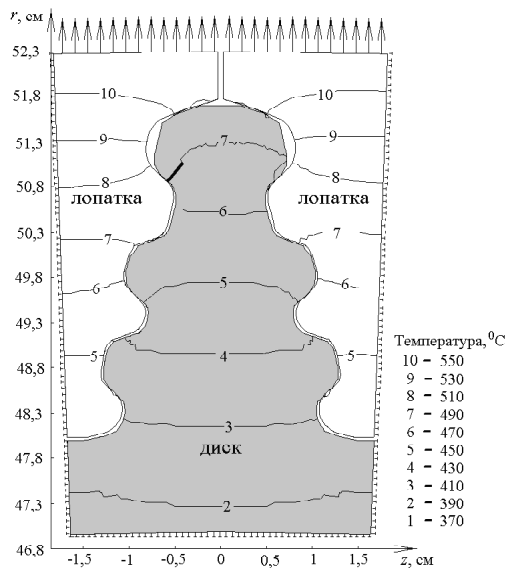 r, см
52,3
51,8
51,3
50,8
50,3
49,8
49,3
48,8
48,3
47,8
47,3
46,8
10
10
9
9
7
8
8
лопатка
лопатка
6
7
7
5
6
6
5
4
5
3
диск
2
Температура, ⁰С
10 – 550
9 – 530
8 – 510
7 – 490
6 – 470
5 – 450
4 – 430
3 – 410
2 – 390
1 – 370
-1,5
-1
-0,5
0
0,5
1
1,5
z, см